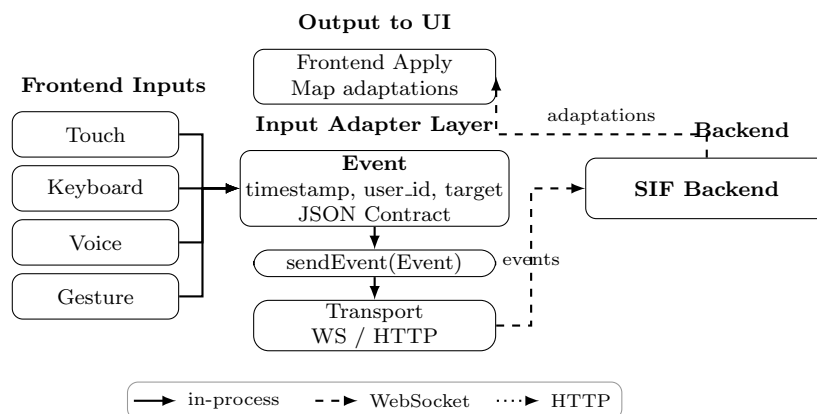 Output to UI
Frontend Apply
Map adaptations
Frontend Inputs
Touch
Keyboard
Voice
Gesture
Input Adapter Layer
Event
timestamp, user_id, target
JSON Contract
sendEvent(Event)
Transport
WS / HTTP
events
adaptations
Backend
SIF Backend
in-process
WebSocket
HTTP